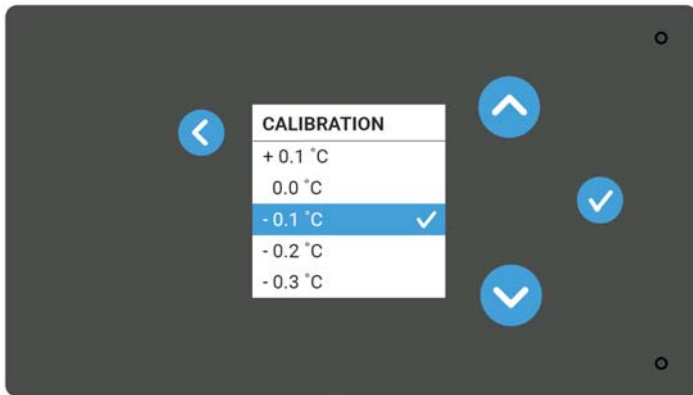 CALIBRATION
+ 0.1 °C
0.0 °C
- 0.1 °C
- 0.2 °C
- 0.3 °C